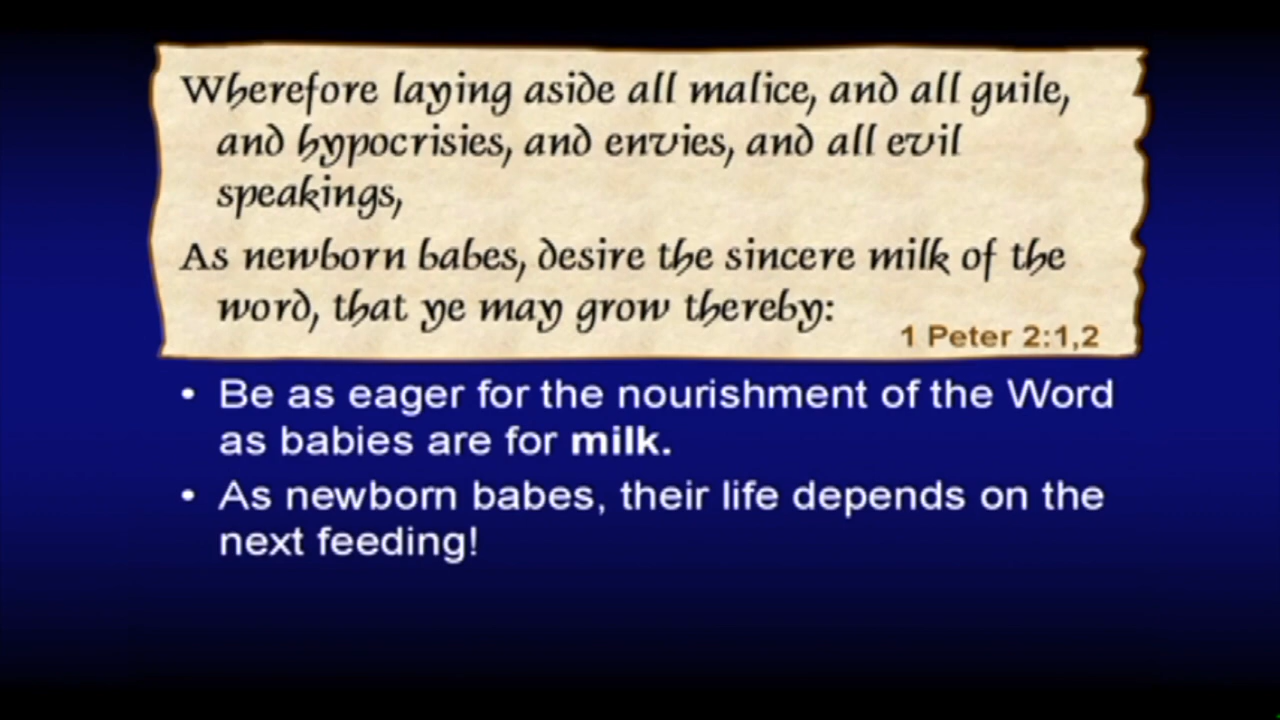 Wherefore laying aside all malice, and all guile,
and hypocrisies, and envies, and all evil
speakings,
As newborn babes, desire the sincere milk of the
word, that ye may grow thereby:
1 Peter 2:1,2
• Be as eager for the nourishment of the Word
as babies are for milk.
• As newborn babes, their life depends on the
next feeding!